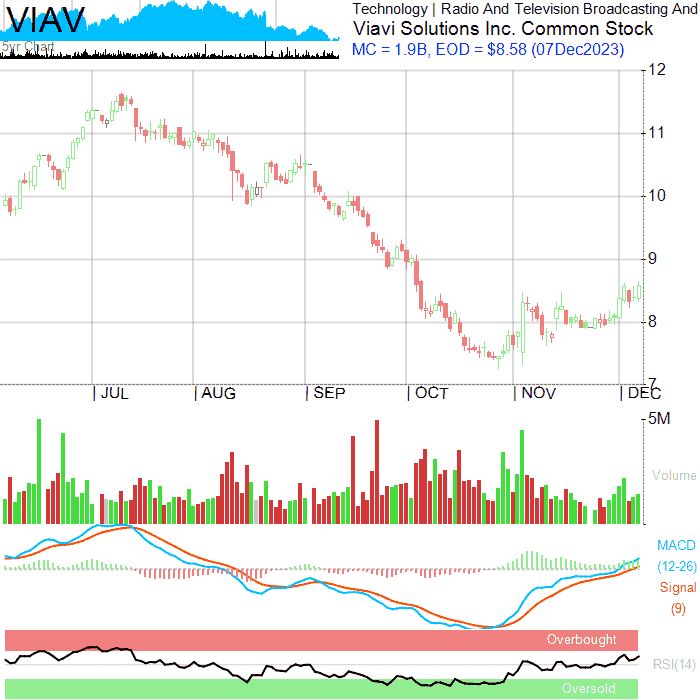 VIAV
5yr Chart
Technology | Radio And Television Broadcasting And
Viavi Solutions Inc. Common Stock
MC = 1.9B, EOD = $8.58 (07Dec2023)
12
11
10
9
8
7
| JUL | AUG | SEP | OCT | NOV | DEC
5M
Volume
MACD
(12-26)
Signal
(9)
Overbought
RSI(14)
Oversold